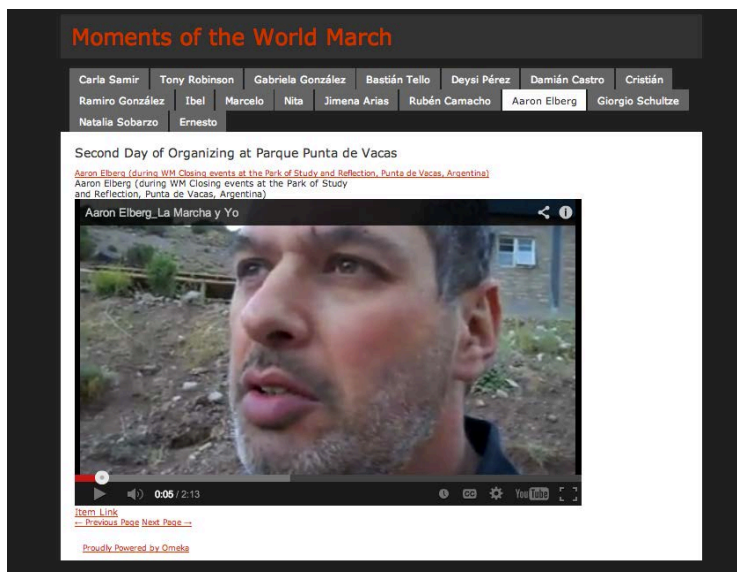 Moments of the World March
Carla Samir Tony Robinson Gabriela González Bastián Tello Deysi Pérez Damián Castro Cristián
Ramiro González Ibel Marcelo Nita Jimena Arias Rubén Camacho Aaron Elberg Giorgio Schultze
Natalia Sobarzo Ernesto
Second Day of Organizing at Parque Punta de Vacas
Aaron Elberg (during WM Closing events at the Park of Study and Reflection, Punta de Vacas, Argentina)
Aaron Elberg (during WM Closing events at the Park of Study
and Reflection, Punta de Vacas, Argentina)
Aaron Elberg_La Marcha y Yo
0:05 / 2:13 CC YouTube
Item Link
← Previous Page Next Page →
Proudly Powered by Omeka